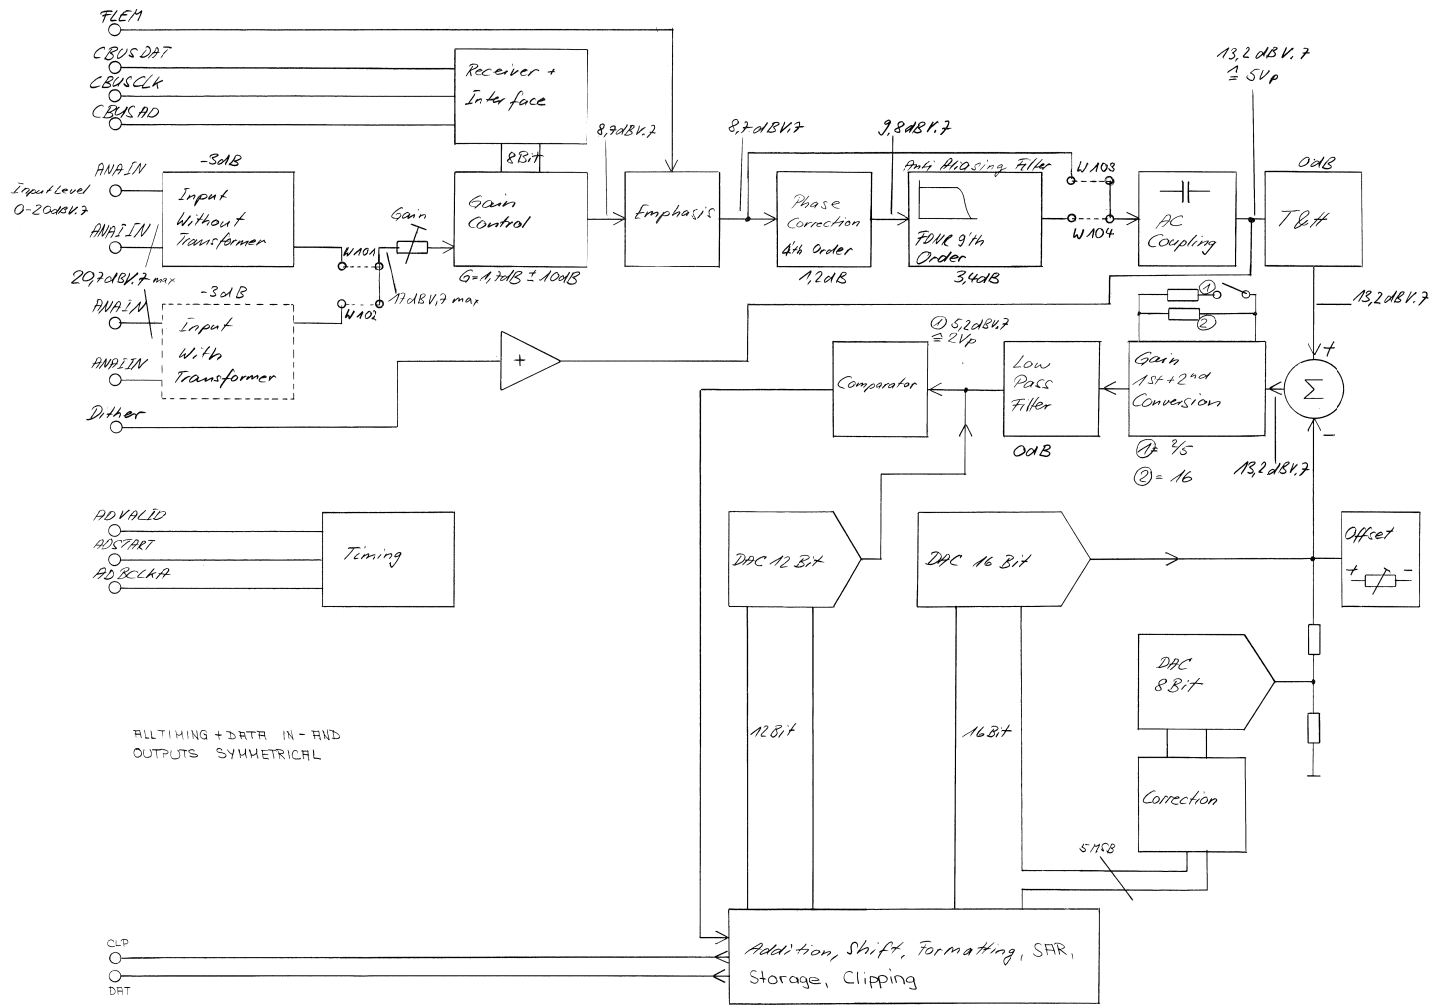 FLEM
CBUSDAT
CBUSCLK
CBUSAD
Receiver +
Interface
8Bit
ANAIN
Input Level
0-20dBV.7
ANAIIN
20,7dBV.7 max
-3dB
Input
Without
Transformer
ANAIN
ANAIIN
-3dB
Input
With
Transformer
W101
W102
17dBV,7 max
Gain
Gain
Control
G=1,7dB ± 10dB
8,7dBV.7
Emphasis
8,7dBV.7
Phase
Correction
4'th Order
1,2dB
9,8dBV.7
Anti Aliasing Filter
FDNR 9'th
Order
3,4dB
W103
W104
AC
Coupling
13,2dBV.7
≙ 5Vp
0dB
T&H
13,2dBV.7
Dither
+
Comparator
① 5,2dBV.7
≙ 2Vp
Low
Pass
Filter
0dB
①
②
Gain
1st+2nd
Conversion
①= 2/5
②= 16
+
Σ
-
13,2dBV.7
ADVALID
ADSTART
ADBCLKA
Timing
DAC 12 Bit
DAC 16 Bit
Offset
+ -
DAC
8Bit
12Bit
16Bit
Correction
5MSB
ALLTIMING + DATA IN- AND
OUTPUTS SYMMETRICAL
CLP
DAT
Addition, Shift, Formatting, SAR,
Storage, Clipping